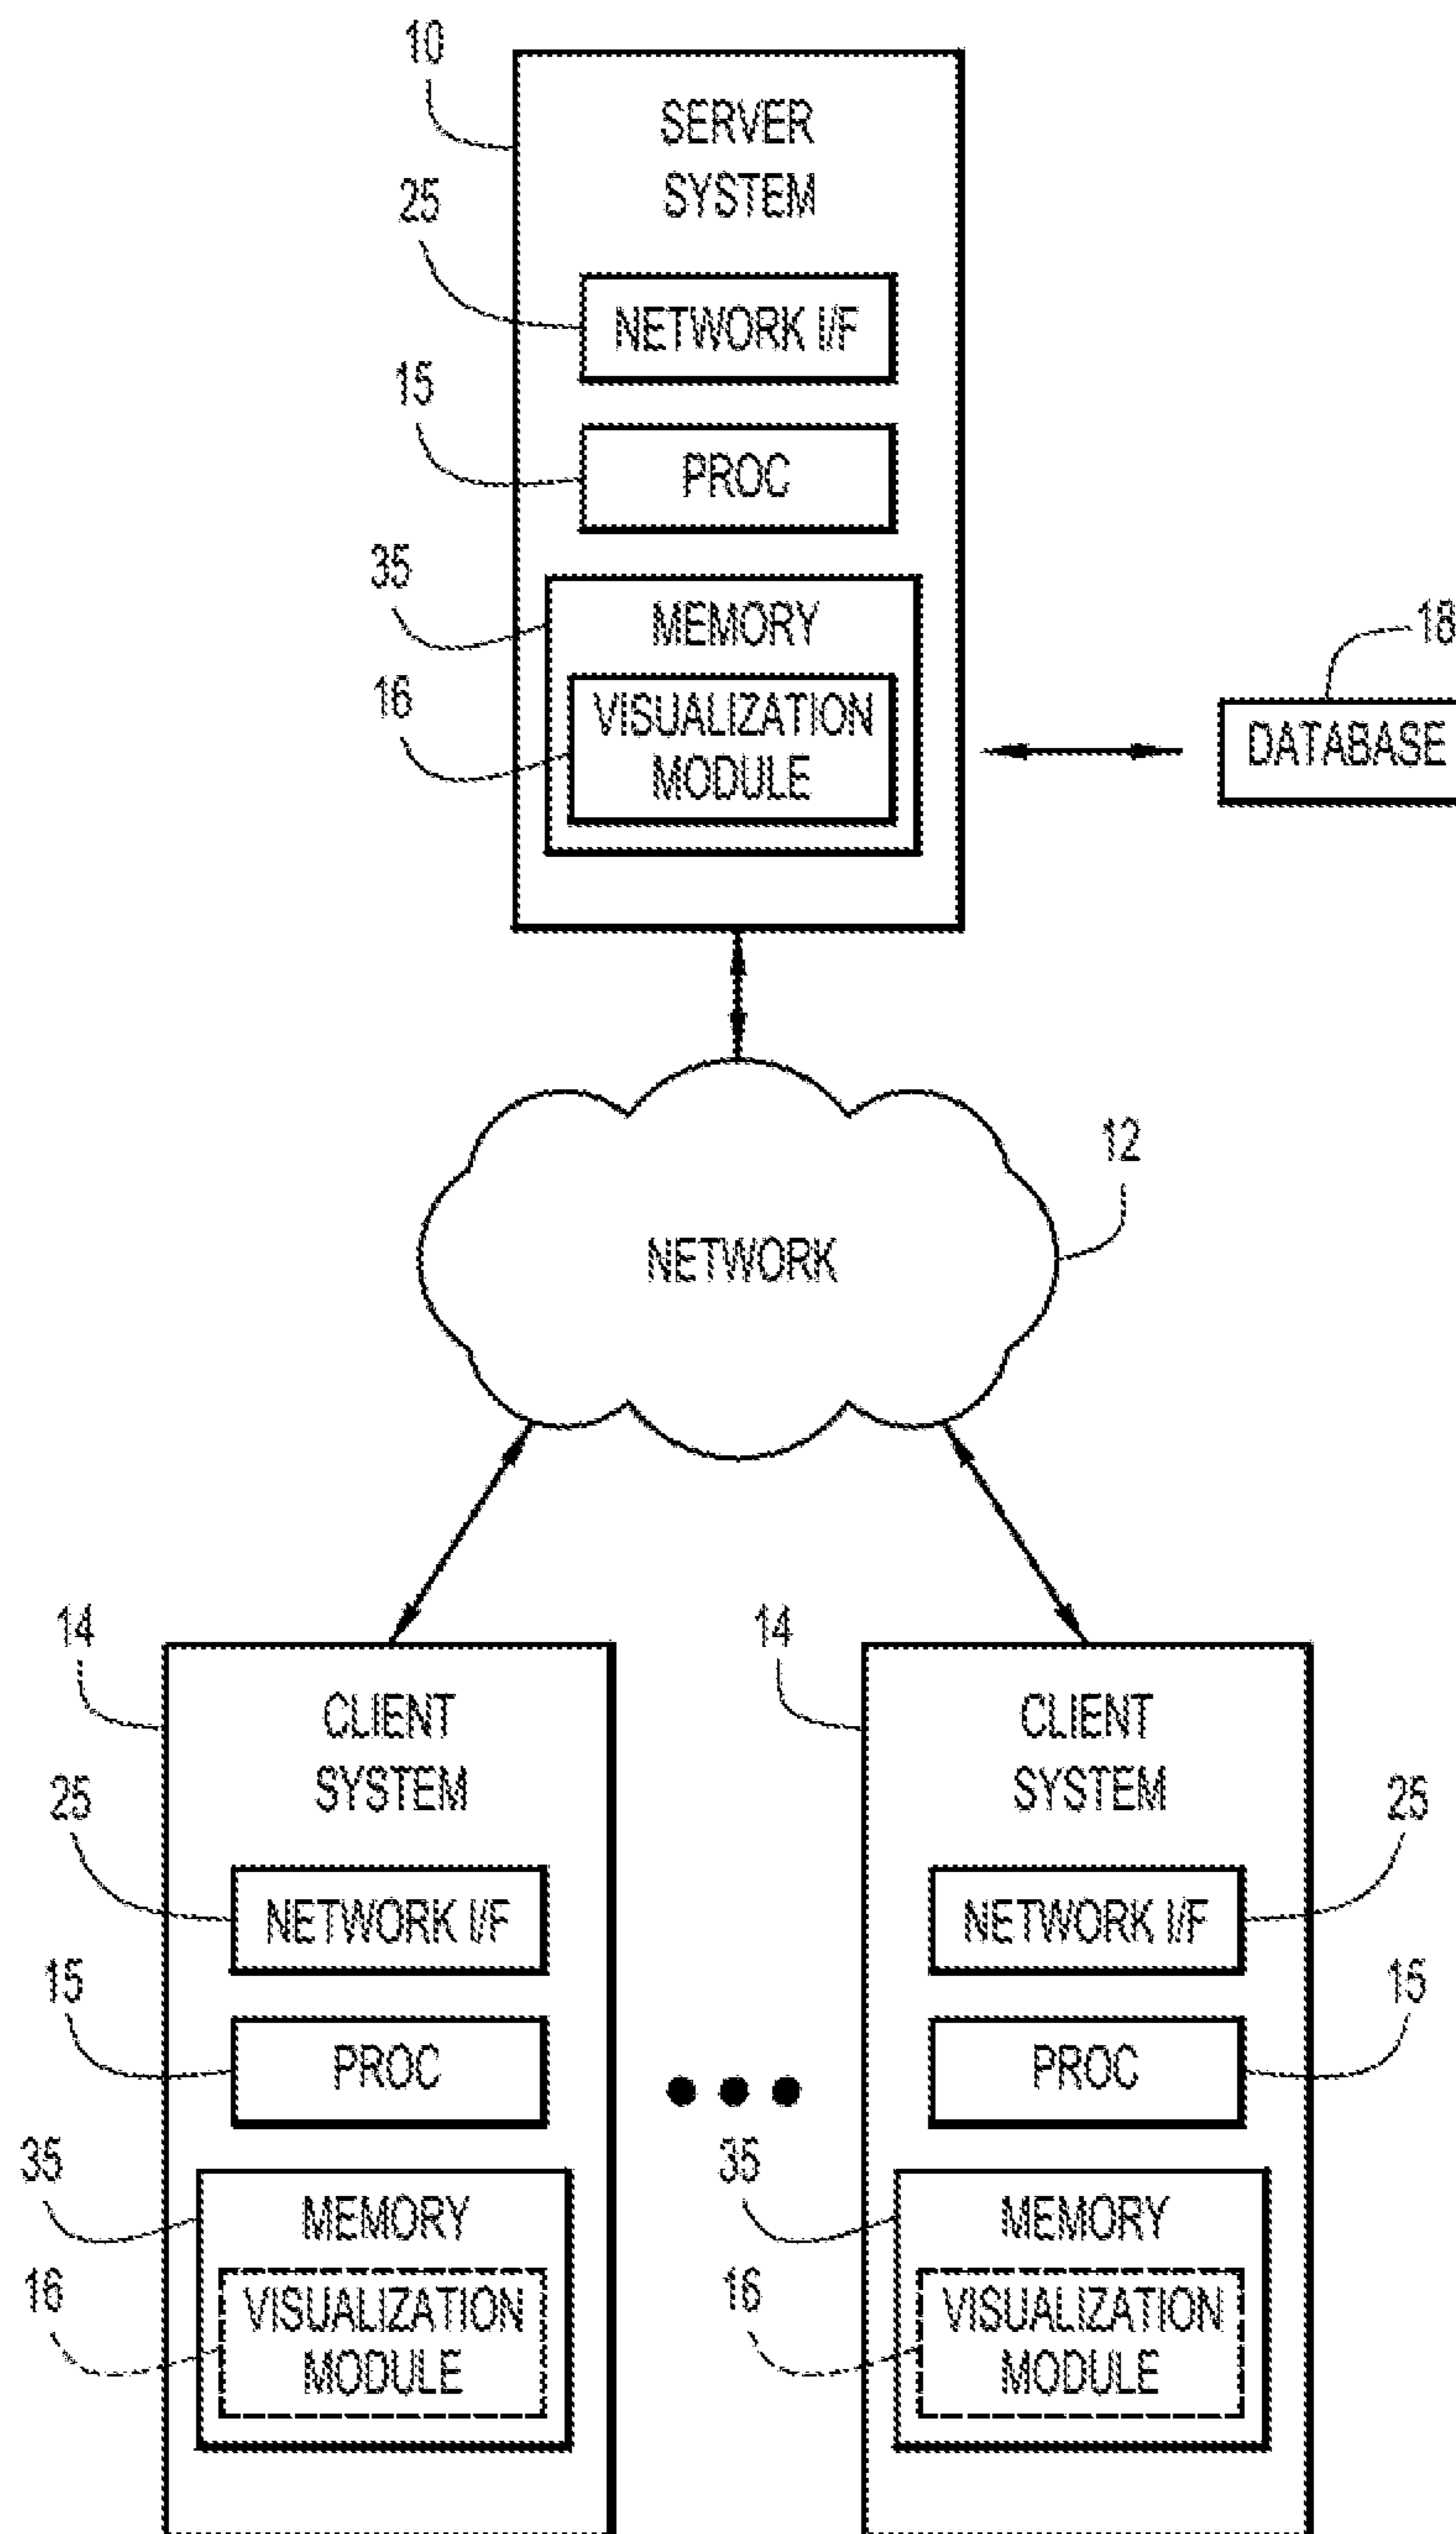 10
SERVER
SYSTEM
25
NETWORK I/F
15
PROC
35
MEMORY
16
VISUALIZATION
MODULE
18
DATABASE
12
NETWORK
14
CLIENT
SYSTEM
25
NETWORK I/F
15
PROC
35
MEMORY
16
VISUALIZATION
MODULE
14
CLIENT
SYSTEM
25
NETWORK I/F
15
PROC
35
MEMORY
16
VISUALIZATION
MODULE